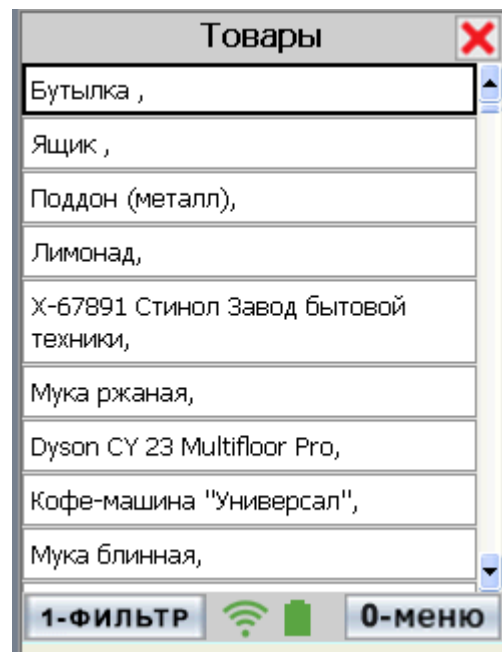 Товары
Бутылка ,
Ящик ,
Поддон (металл),
Лимонад,
X-67891 Стинол Завод бытовой
техники,
Мука ржаная,
Dyson CY 23 Multifloor Pro,
Кофе-машина "Универсал",
Мука блинная,
1-ФИЛЬТР
0-меню